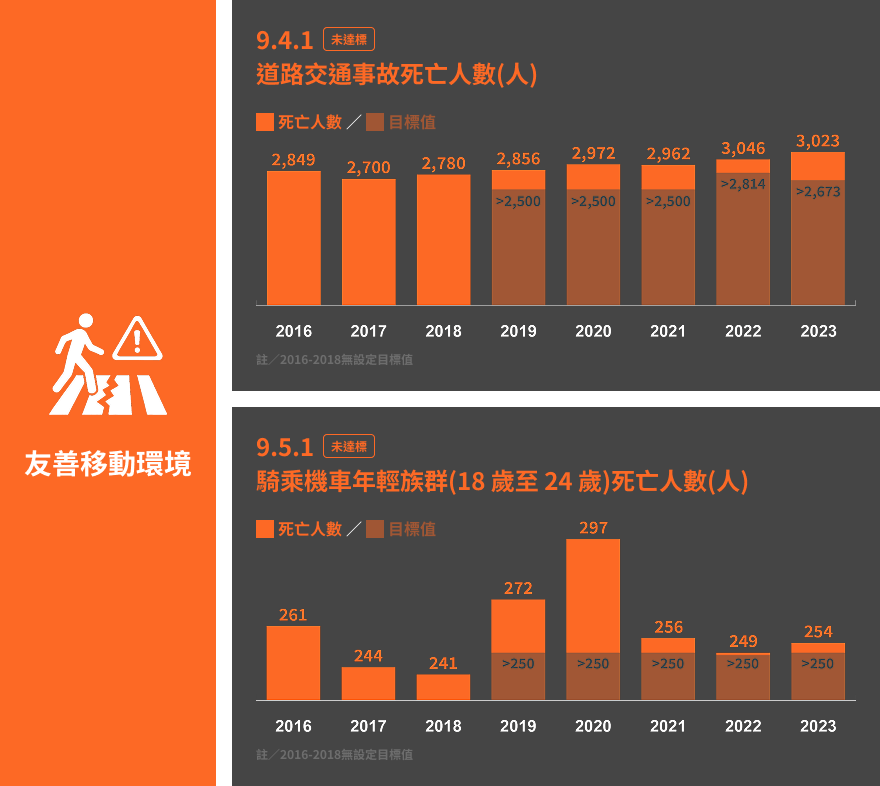 友善移動環境
9.4.1 未達標
道路交通事故死亡人數(人)
死亡人數／目標值
2,849 2,700 2,780 2,856 2,972 2,962 3,046 3,023
>2,500 >2,500 >2,500 >2,814 >2,673
2016 2017 2018 2019 2020 2021 2022 2023
註／2016-2018無設定目標值
9.5.1 未達標
騎乘機車年輕族群(18 歲至 24 歲)死亡人數(人)
死亡人數／目標值
261 244 241 272 297 256 249 254
>250 >250 >250 >250 >250
2016 2017 2018 2019 2020 2021 2022 2023
註／2016-2018無設定目標值